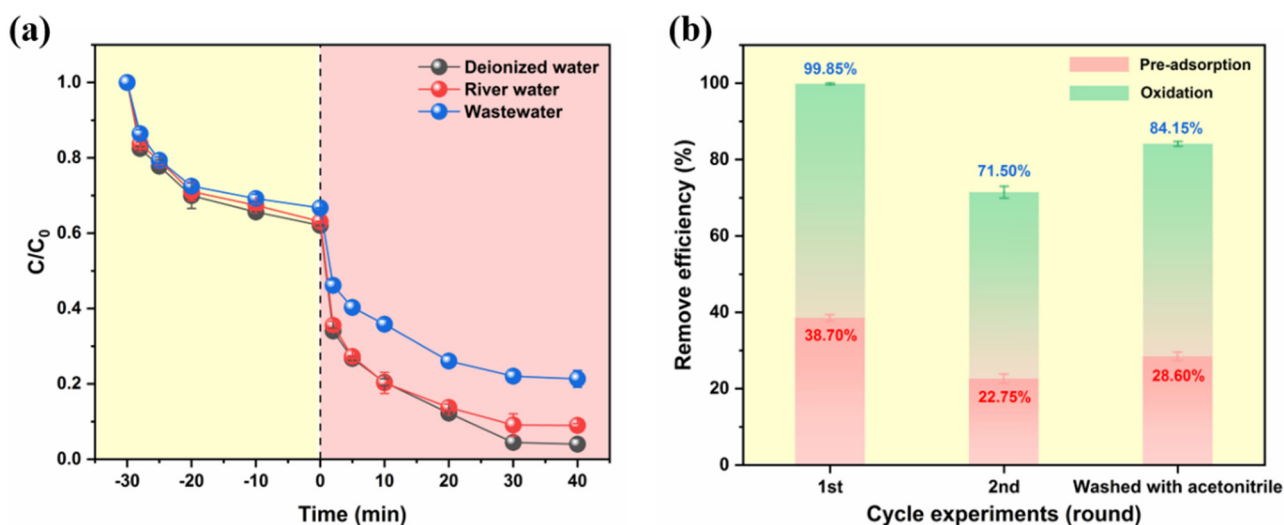 (a)
Deionized water
River water
Wastewater
1.0
0.8
0.6
0.4
0.2
0.0
C/C0
-30 -20 -10 0 10 20 30 40
Time (min)
(b)
Pre-adsorption
Oxidation
99.85%
71.50%
84.15%
38.70%
22.75%
28.60%
100
80
60
40
20
0
Remove efficiency (%)
1st 2nd Washed with acetonitrile
Cycle experiments (round)